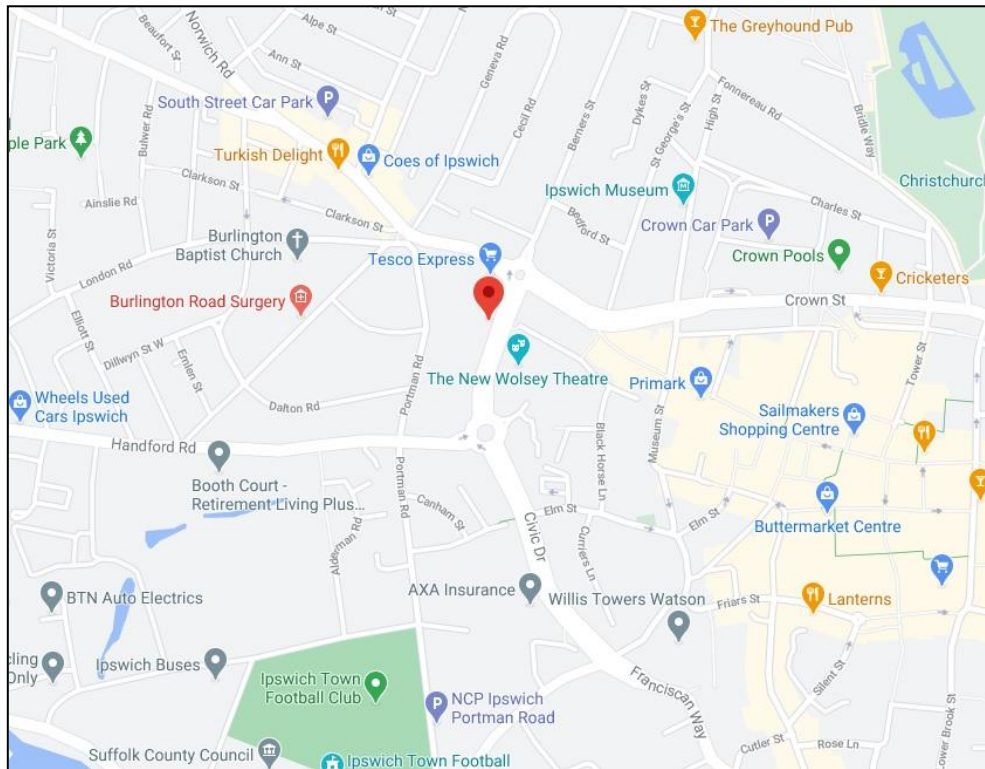 The Greyhound Pub
Norwich Rd
Beaufort St
Alpe St
Ann St
Geneva Rd
Cecil Rd
Berners St
Dykes St
St George's St
High St
Fonnereau Rd
Bridle Way
South Street Car Park
ple Park
Bulwer Rd
Turkish Delight
Coes of Ipswich
Clarkson St
Clarkson St
Ipswich Museum
Christchurch
Ainslie Rd
Victoria St
Burlington
Baptist Church
Bedford St
Crown Car Park
Charles St
London Rd
Tesco Express
Crown Pools
Cricketers
Burlington Road Surgery
Crown St
Elliott St
Dillwyn St W
Emlen St
Portman Rd
The New Wolsey Theatre
Primark
Tower St
Wheels Used
Cars Ipswich
Dalton Rd
Sailmakers
Shopping Centre
Handford Rd
Black Horse Ln
Museum St
Booth Court -
Retirement Living Plus...
Portman Rd
Canham St
Elm St
Elm St
Buttermarket Centre
Alderman Rd
Civic Dr
Curriers Ln
BTN Auto Electrics
AXA Insurance
Willis Towers Watson
Friars St
Lanterns
cling
Only
Ipswich Buses
Ipswich Town
Football Club
NCP Ipswich
Portman Road
Franciscan Way
Silent St
Lower Brook St
Suffolk County Council
Ipswich Town Football
Cutler St
Rose Ln